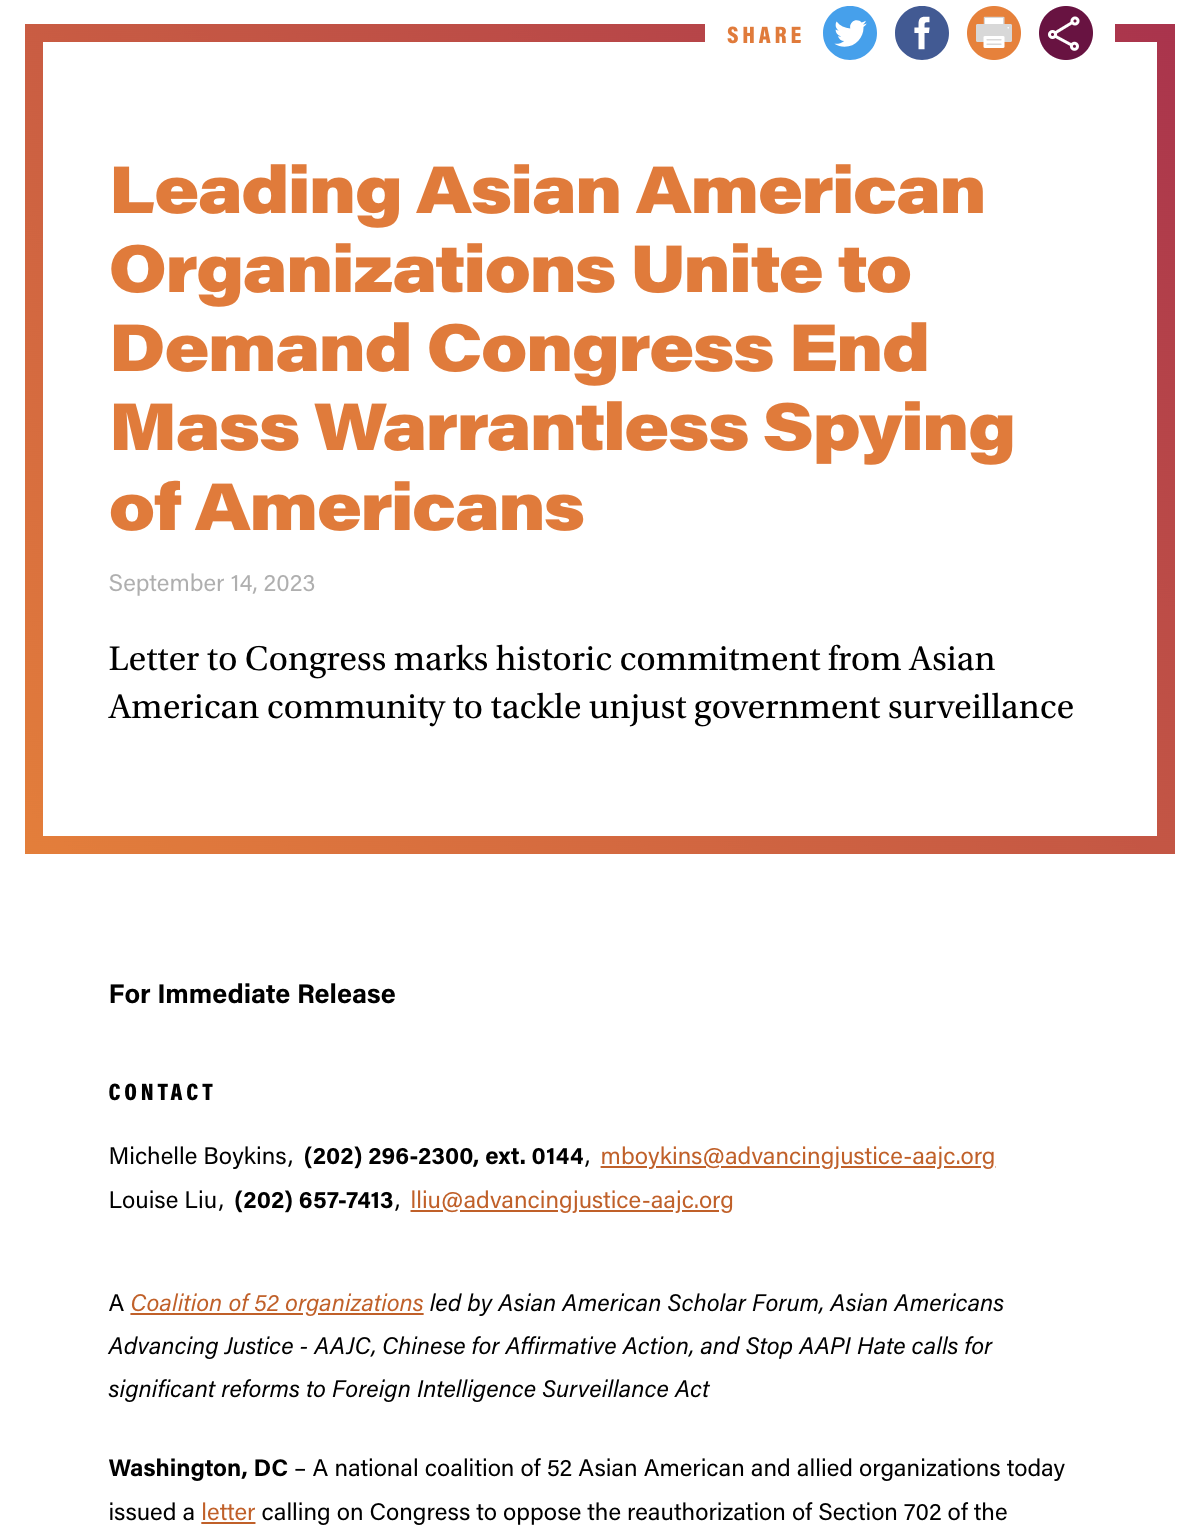 SHARE
Leading Asian American
Organizations Unite to
Demand Congress End
Mass Warrantless Spying
of Americans
September 14, 2023
Letter to Congress marks historic commitment from Asian
American community to tackle unjust government surveillance
For Immediate Release
CONTACT
Michelle Boykins, (202) 296-2300, ext. 0144, mboykins@advancingjustice-aajc.org
Louise Liu, (202) 657-7413, lliu@advancingjustice-aajc.org
A Coalition of 52 organizations led by Asian American Scholar Forum, Asian Americans
Advancing Justice - AAJC, Chinese for Affirmative Action, and Stop AAPI Hate calls for
significant reforms to Foreign Intelligence Surveillance Act
Washington, DC – A national coalition of 52 Asian American and allied organizations today
issued a letter calling on Congress to oppose the reauthorization of Section 702 of the